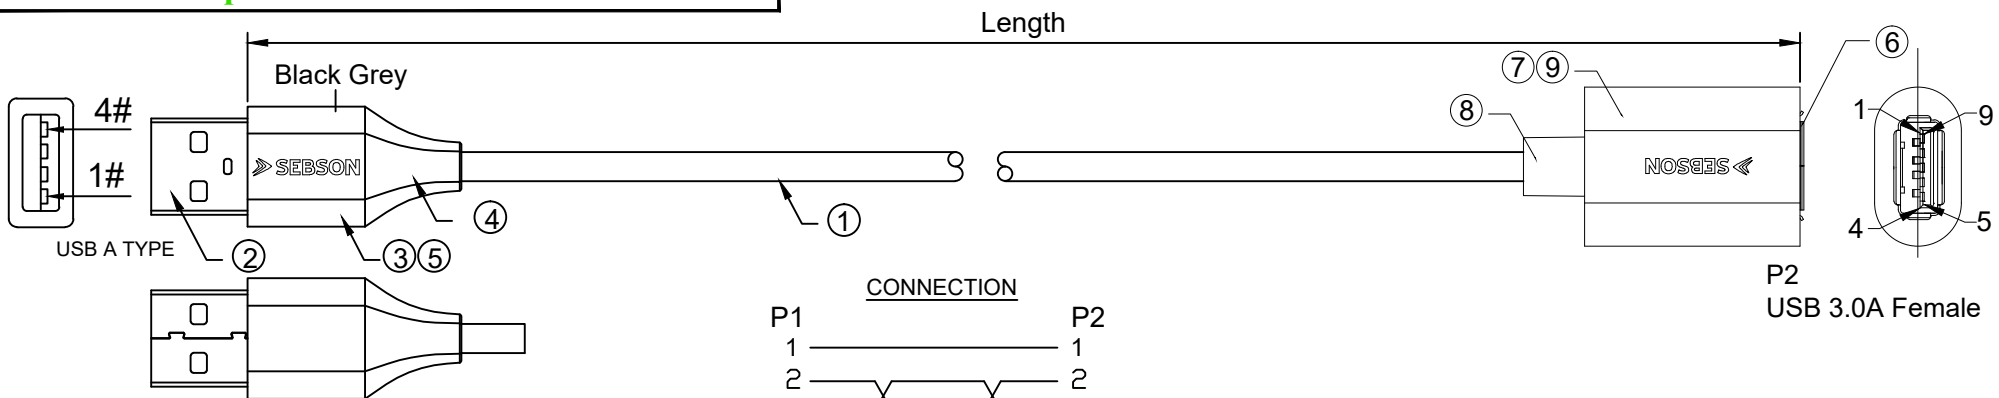 Length
Black Grey
⑦⑨
⑥
4#
⑧
1
9
1#
SEBSON
SEBSON
④
①
4
5
USB A TYPE
②
③⑤
P2
USB 3.0A Female
CONNECTION
P1
P2
1
1
2
2